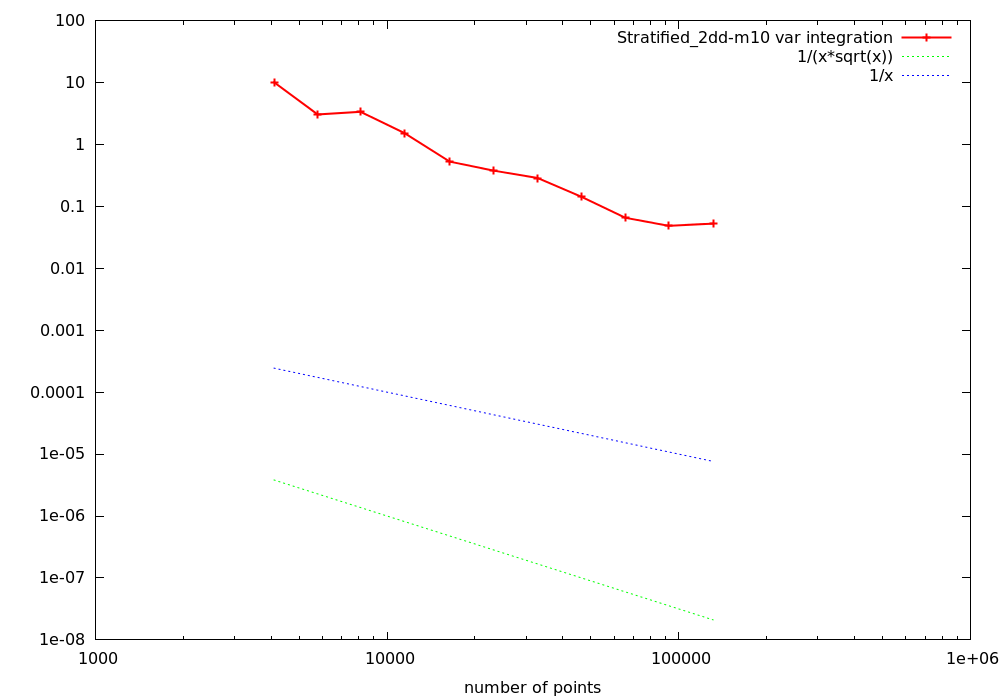 100
10
1
0.1
0.01
0.001
0.0001
1e-05
1e-06
1e-07
1e-08
Stratified_2dd-m10 var integration
1/(x*sqrt(x))
1/x
1000 10000 100000 1e+06
number of points